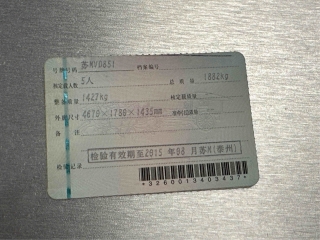 号牌号码 苏MV0651 档案编号
核定载人数 5人 总质量 1882kg
整备质量 1427kg 核定载质量 --
外廓尺寸 4670×1780×1435mm 准牵引总质量 --
备注
检验有效期至2015年08月苏M(泰州)
检验记录
*3260013403437*